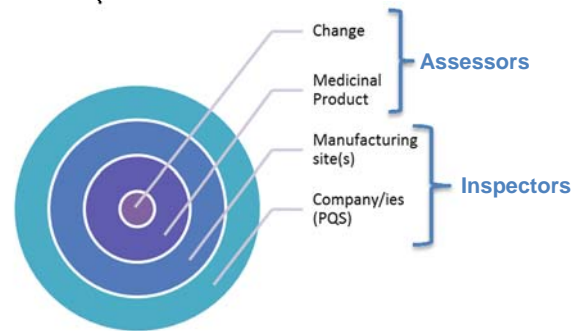 Change
Assessors
Medicinal
Product
Manufacturing
site(s)
Inspectors
Company/ies
(PQS)